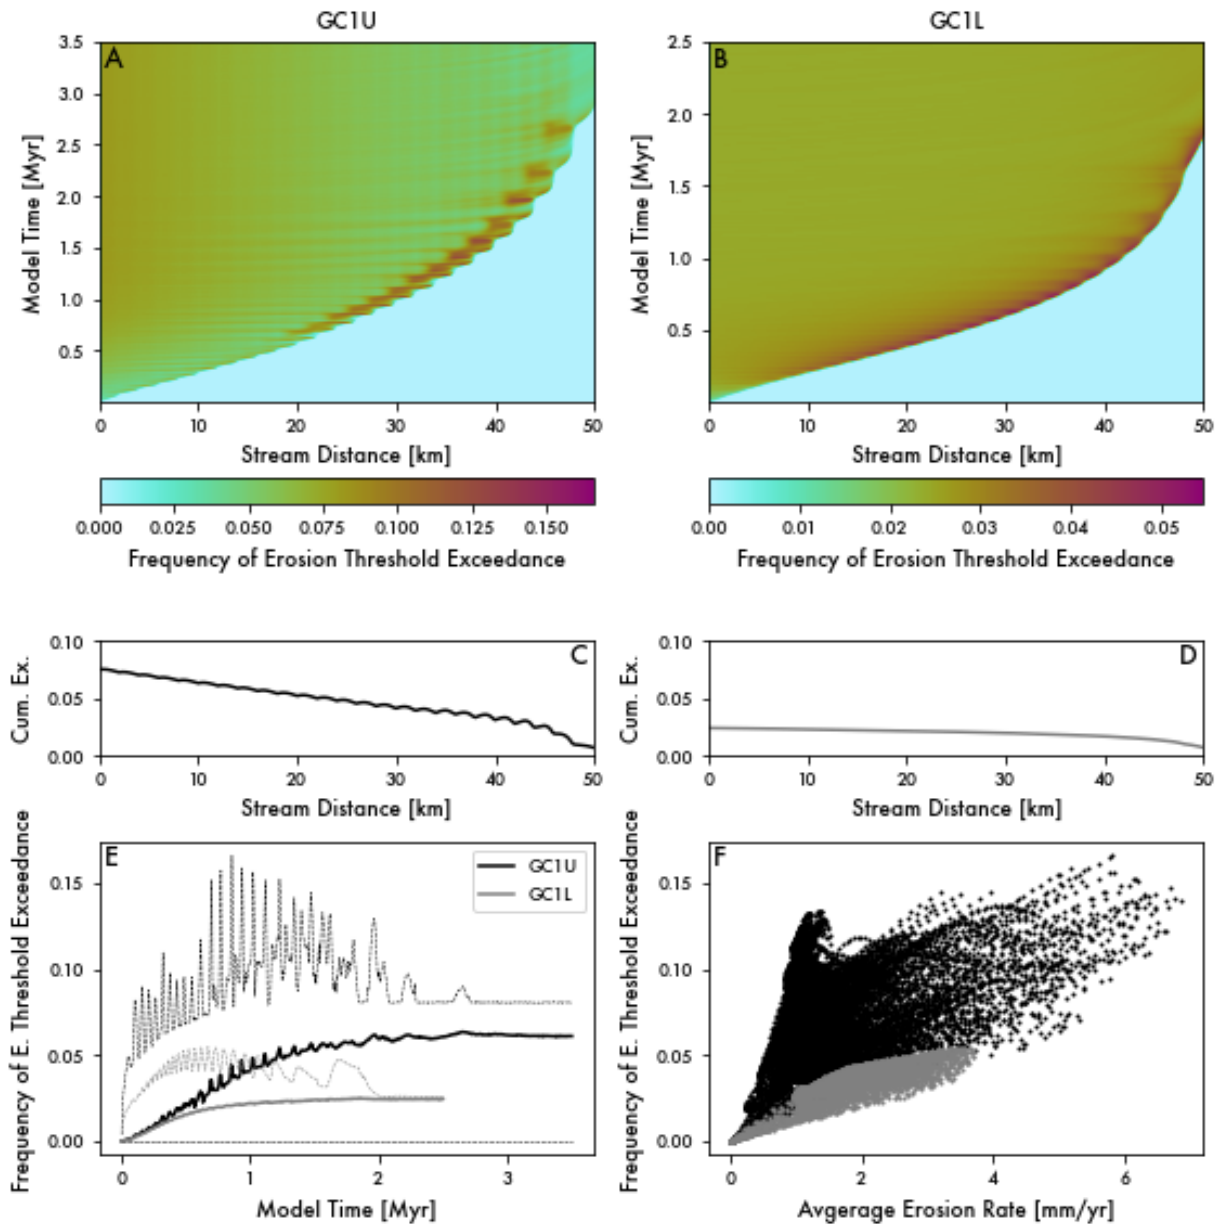 GC1U
GC1L
A
B
3.5
3.0
2.5
2.0
1.5
1.0
0.5
Model Time [Myr]
0 10 20 30 40 50
Stream Distance [km]
2.5
2.0
1.5
1.0
0.5
Model Time [Myr]
0 10 20 30 40 50
Stream Distance [km]
0.000 0.025 0.050 0.075 0.100 0.125 0.150
Frequency of Erosion Threshold Exceedance
0.00 0.01 0.02 0.03 0.04 0.05
Frequency of Erosion Threshold Exceedance
C
0.10
0.05
0.00
Cum. Ex.
0 10 20 30 40 50
Stream Distance [km]
D
0.10
0.05
0.00
Cum. Ex.
0 10 20 30 40 50
Stream Distance [km]
E
GC1U
GC1L
0.15
0.10
0.05
0.00
Frequency of E. Threshold Exceedance
0 1 2 3
Model Time [Myr]
F
0.15
0.10
0.05
0.00
Frequency of E. Threshold Exceedance
0 2 4 6
Avgerage Erosion Rate [mm/yr]